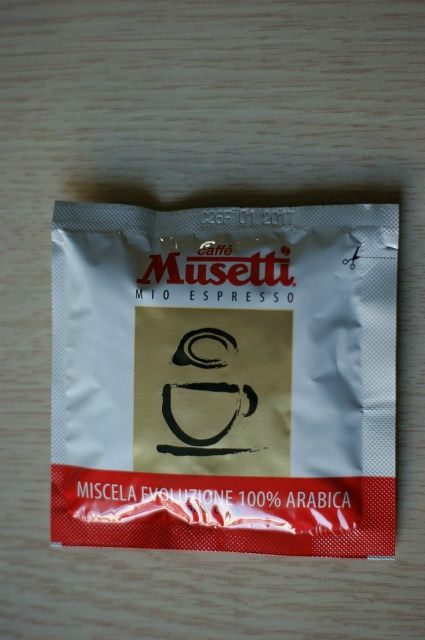 C26F 01.2017
Caffè
Musetti
MIO ESPRESSO
MISCELA EVOLUZIONE 100% ARABICA